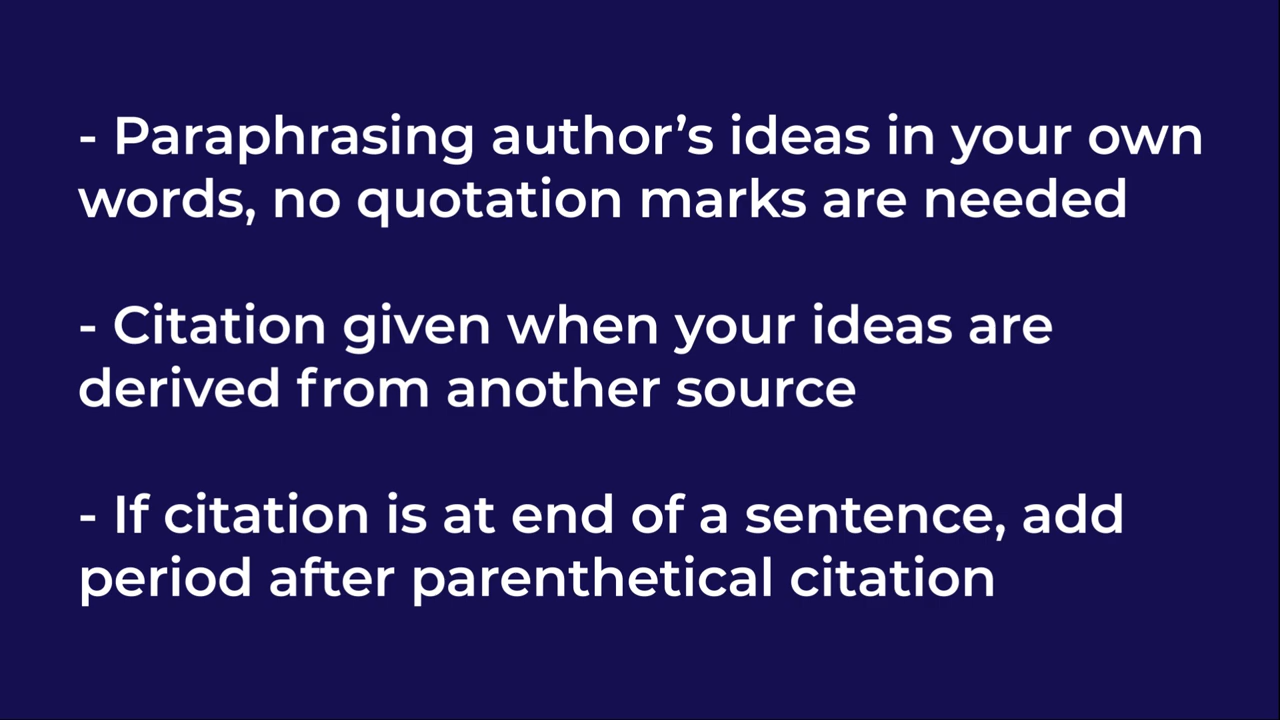 - Paraphrasing author’s ideas in your own
words, no quotation marks are needed
- Citation given when your ideas are
derived from another source
- If citation is at end of a sentence, add
period after parenthetical citation